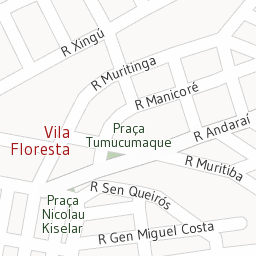 R Xingú
R Muritinga
R Manicoré
R Andaraí
Vila
Floresta
Praça
Tumucumaque
R Muritiba
R Sen Queirós
Praça
Nicolau
Kiselar
R Gen Miguel Costa